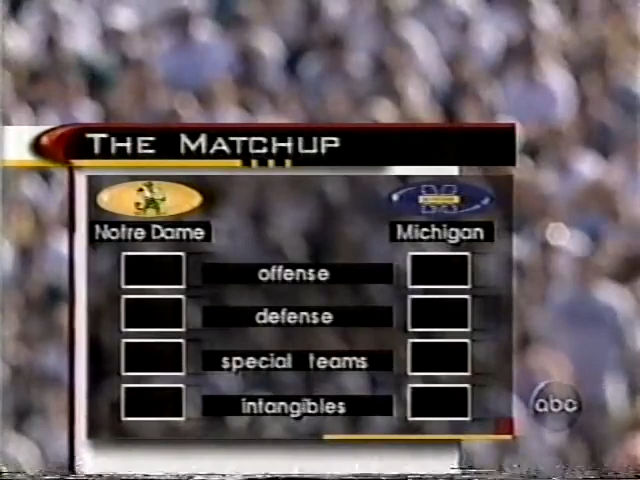 THE MATCHUP
Notre Dame
Michigan
offense
defense
special teams
intangibles
abc